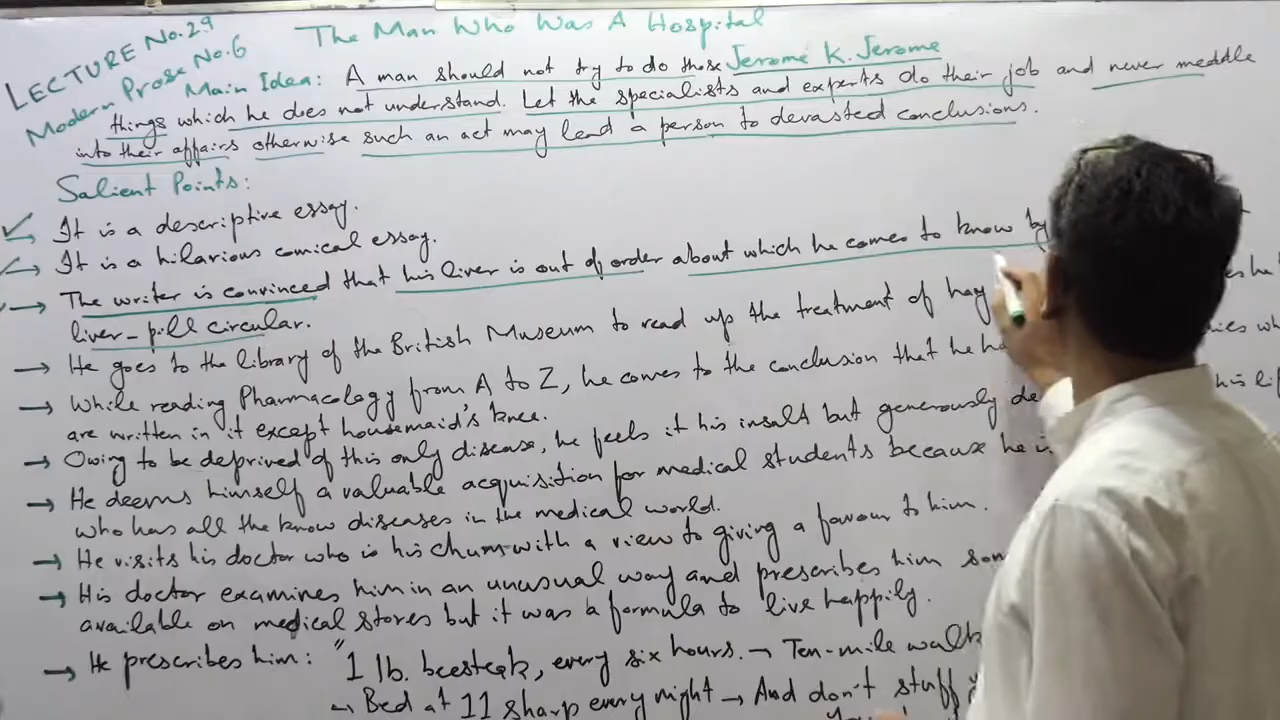 LECTURE No.29
The Man Who Was A Hospital
Modern Prose No.6
Jerome K. Jerome
Main Idea: A man should not try to do those
things which he does not understand. Let the specialists and experts do their job and never meddle
into their affairs otherwise such an act may lead a person to devasted conclusions.
Salient Points:
→ It is a descriptive essay.
→ It is a hilarious comical essay.
→ The writer is convinced that his liver is out of order about which he comes to know by
liver-pill circular.
→ He goes to the library of the British Museum to read up the treatment of hay
→ While reading Pharmacology from A to Z, he comes to the conclusion that he ha
are written in it except housemaid's knee.
→ Owing to be deprived of this only disease, he feels it his insult but generously de his li
→ He deems himself a valuable acquisition for medical students because he i
who has all the know diseases in the medical world.
→ He visits his doctor who is his chum with a view to giving a favour to him.
→ His doctor examines him in an unusual way and prescribes him som
available on medical stores but it was a formula to live happily.
→ He prescribes him: "1 lb. beesteak, every six hours. → Ten-mile walk
→ Bed at 11 sharp every night → And don't stuff